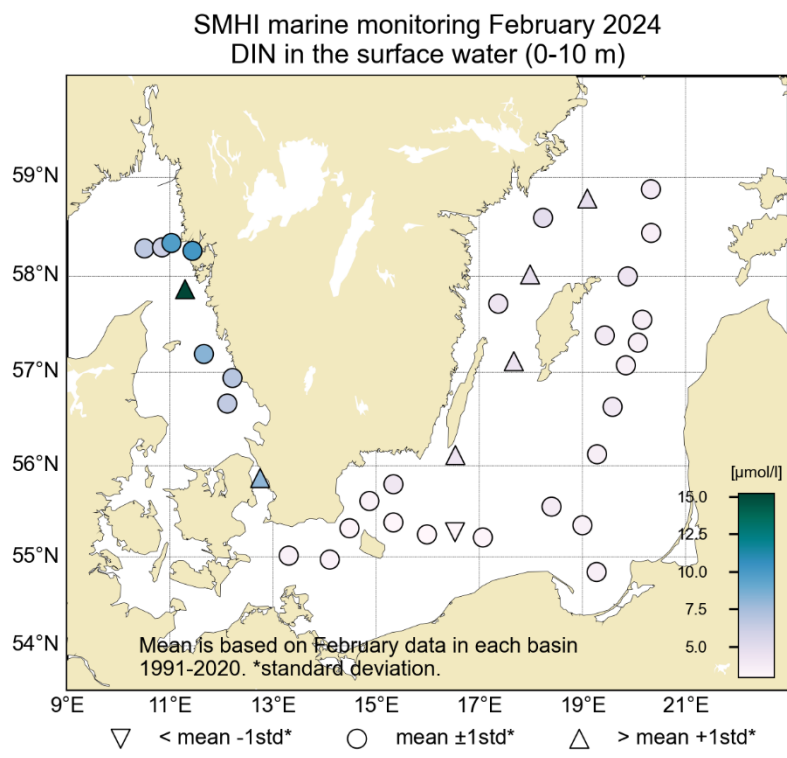 SMHI marine monitoring February 2024
DIN in the surface water (0-10 m)
59°N
58°N
57°N
56°N
55°N
54°N
[µmol/l]
15.0
12.5
10.0
7.5
5.0
Mean is based on February data in each basin
1991-2020. *standard deviation.
9°E 11°E 13°E 15°E 17°E 19°E 21°E
< mean -1std* mean ±1std* > mean +1std*